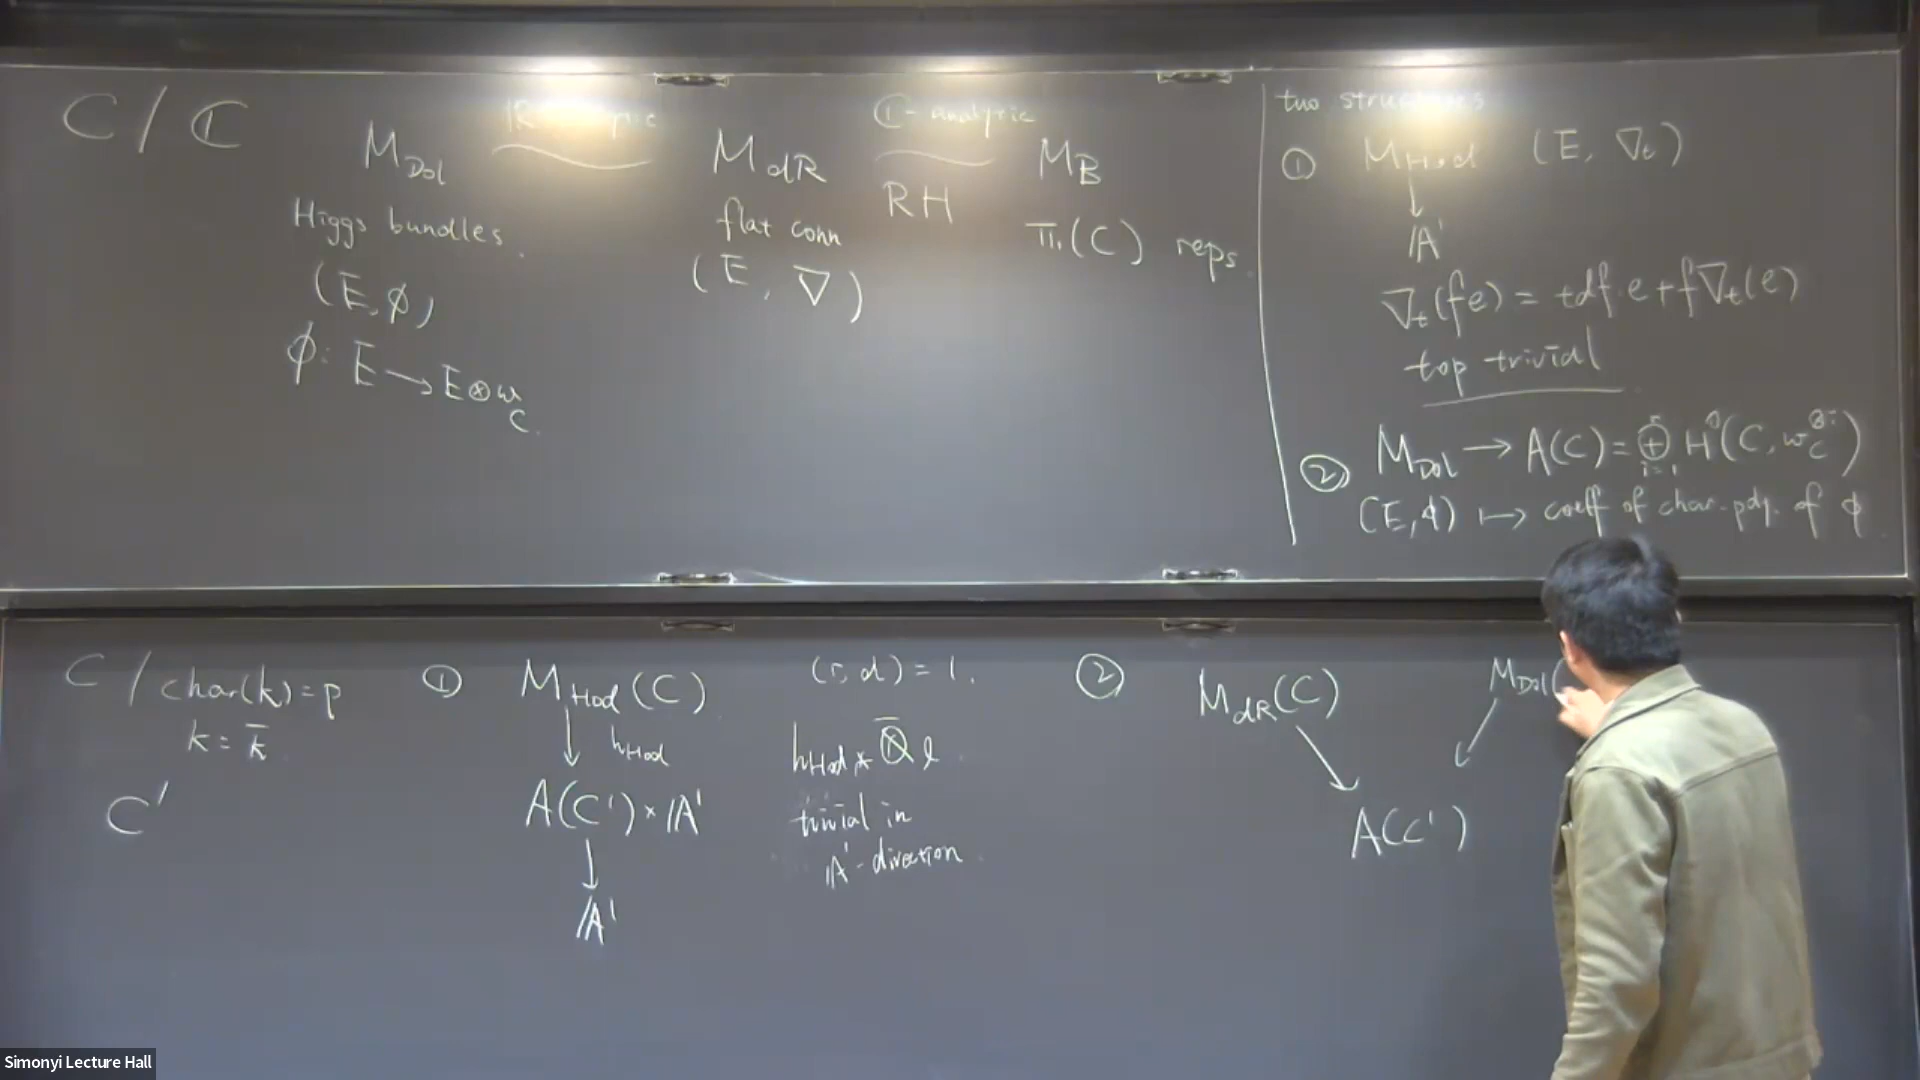 C / ℂ
M_Dol
Higgs bundles.
(E, φ)
φ: E → E⊗ω_C.
M_dR
flat conn
(E, ∇)
ℂ-analytic
RH
M_B
π₁(C) reps
two structures
① M_Hod (E, ∇_t)
↓
𝔸¹
∇_t(fe) = tdf·e + f∇_t(e)
top trivial
② M_Dol → A(C) = ⊕_{i=1}^r H⁰(C, ω_C^{⊗i})
(E, φ) ↦ coeff of char. poly. of φ
C / char(k) = p
k = k̄
C'
① M_Hod(C)
↓ h_Hod
A(C') × 𝔸¹
↓
𝔸¹
(r, d) = 1.
h_Hod,* ℚ̄_ℓ
trivial in
𝔸¹-direction.
② M_dR(C) M_Dol(
↘ ↙
A(C')
Simonyi Lecture Hall